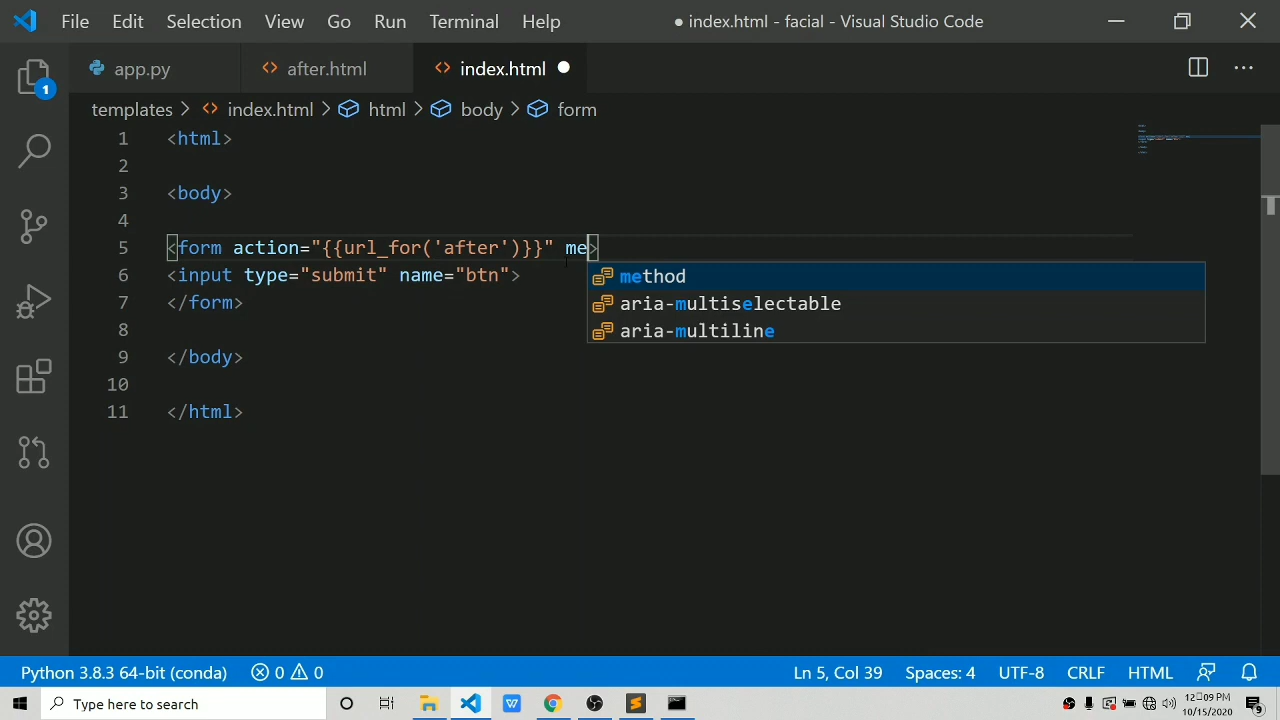 File Edit Selection View Go Run Terminal Help ● index.html - facial - Visual Studio Code
app.py after.html index.html
templates > index.html > html > body > form
1 <html>
2
3 <body>
4
5 <form action="{{url_for('after')}}" me>
6 <input type="submit" name="btn">
7 </form>
8
9 </body>
10
11 </html>
method
aria-multiselectable
aria-multiline
1
Python 3.8.3 64-bit (conda) 0 0 Ln 5, Col 39 Spaces: 4 UTF-8 CRLF HTML
Type here to search
12:09 PM
10/15/2020
9